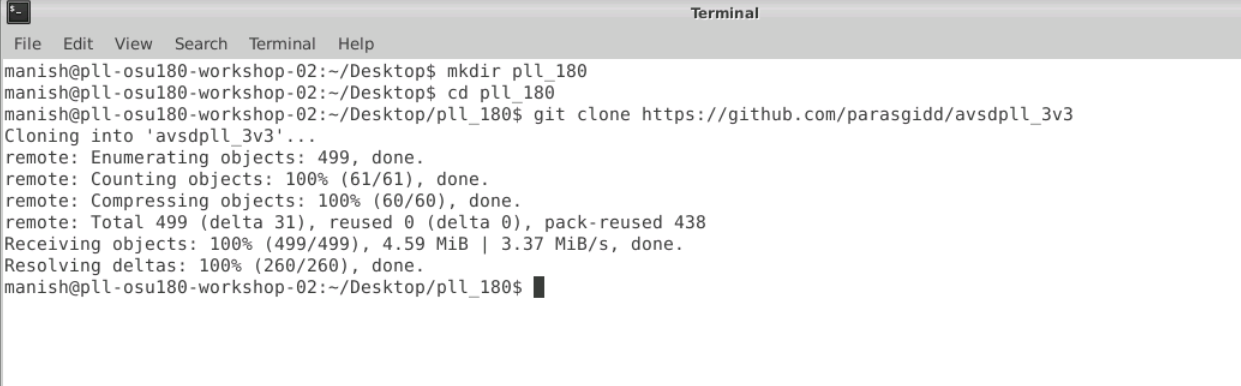 Terminal
File Edit View Search Terminal Help
manish@pll-osu180-workshop-02:~/Desktop$ mkdir pll_180
manish@pll-osu180-workshop-02:~/Desktop$ cd pll_180
manish@pll-osu180-workshop-02:~/Desktop/pll_180$ git clone https://github.com/parasgidd/avsdpll_3v3
Cloning into 'avsdpll_3v3'...
remote: Enumerating objects: 499, done.
remote: Counting objects: 100% (61/61), done.
remote: Compressing objects: 100% (60/60), done.
remote: Total 499 (delta 31), reused 0 (delta 0), pack-reused 438
Receiving objects: 100% (499/499), 4.59 MiB | 3.37 MiB/s, done.
Resolving deltas: 100% (260/260), done.
manish@pll-osu180-workshop-02:~/Desktop/pll_180$